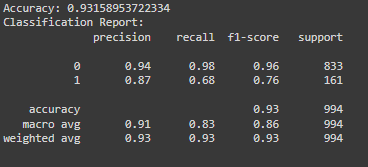 Accuracy: 0.93158953722334
Classification Report:
precision recall f1-score support
0 0.94 0.98 0.96 833
1 0.87 0.68 0.76 161
accuracy 0.93 994
macro avg 0.91 0.83 0.86 994
weighted avg 0.93 0.93 0.93 994